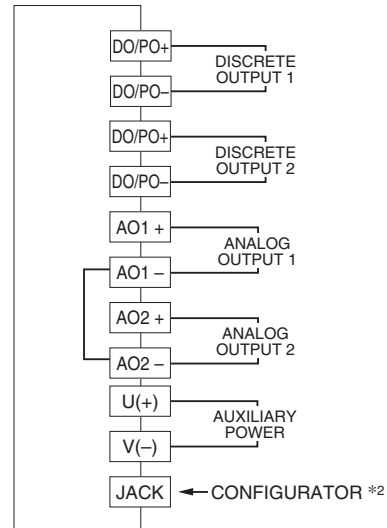 DO/PO+
DISCRETE
OUTPUT 1
DO/PO–
DO/PO+
DISCRETE
OUTPUT 2
DO/PO–
AO1 +
ANALOG
OUTPUT 1
AO1 –
AO2 +
ANALOG
OUTPUT 2
AO2 –
U(+)
AUXILIARY
POWER
V(–)
JACK
CONFIGURATOR *2